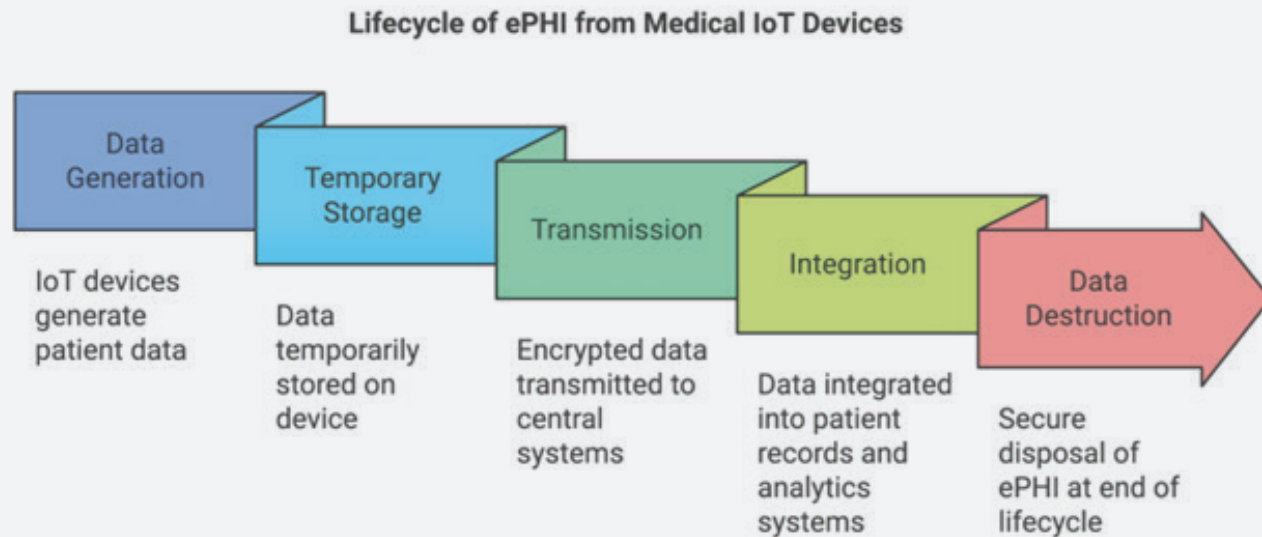 Lifecycle of ePHI from Medical IoT Devices
Data
Generation
IoT devices
generate
patient data
Temporary
Storage
Data
temporarily
stored on
device
Transmission
Encrypted data
transmitted to
central
systems
Integration
Data integrated
into patient
records and
analytics
systems
Data
Destruction
Secure
disposal of
ePHI at end of
lifecycle